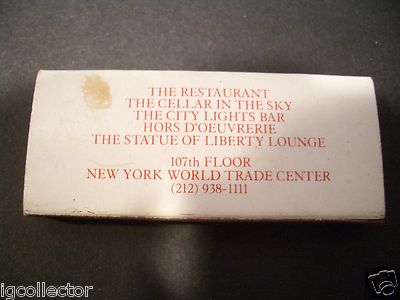 THE RESTAURANT
THE CELLAR IN THE SKY
THE CITY LIGHTS BAR
HORS D'OEUVRERIE
THE STATUE OF LIBERTY LOUNGE
107th FLOOR
NEW YORK WORLD TRADE CENTER
(212) 938-1111
igcollector